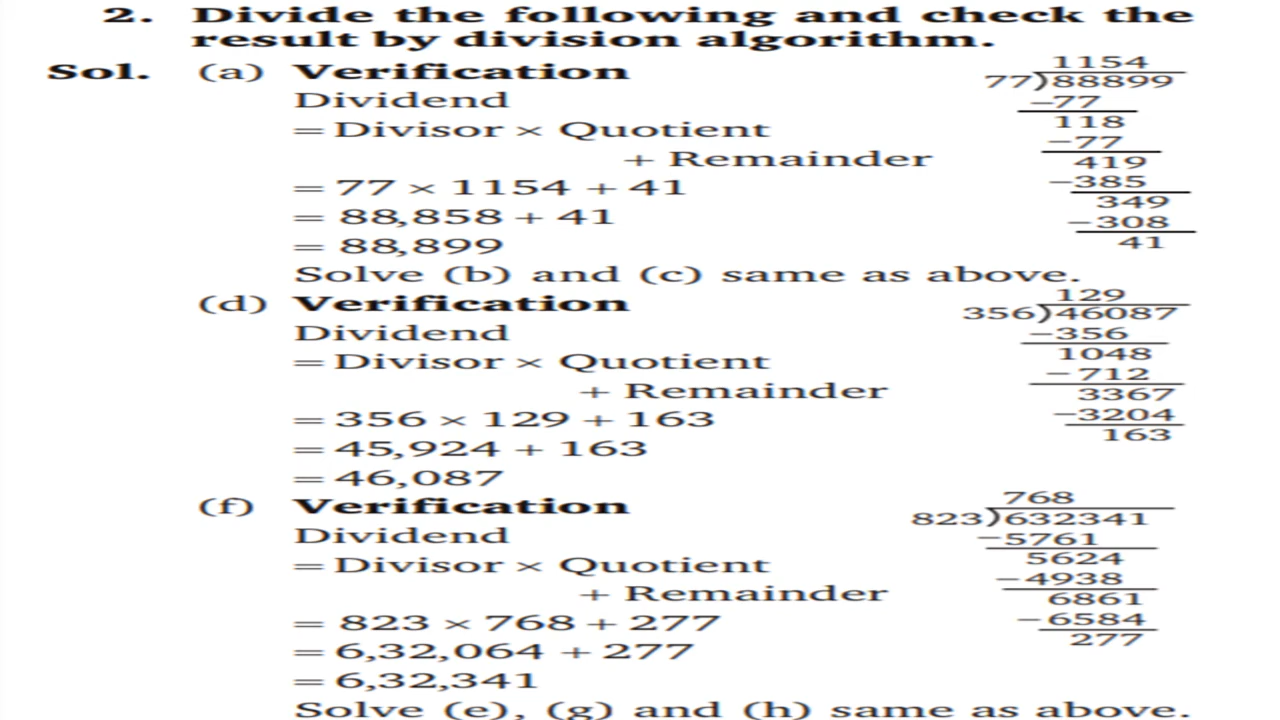 2. Divide the following and check the
result by division algorithm.
Sol. (a) Verification
Dividend
= Divisor × Quotient
+ Remainder
= 77 × 1154 + 41
= 88,858 + 41
= 88,899
1154
77)88899
−77
118
−77
419
−385
349
−308
41
Solve (b) and (c) same as above.
(d) Verification
Dividend
= Divisor × Quotient
+ Remainder
= 356 × 129 + 163
= 45,924 + 163
= 46,087
129
356)46087
−356
1048
−712
3367
−3204
163
(f) Verification
Dividend
= Divisor × Quotient
+ Remainder
= 823 × 768 + 277
= 6,32,064 + 277
= 6,32,341
768
823)632341
−5761
5624
−4938
6861
−6584
277
Solve (e), (g) and (h) same as above.